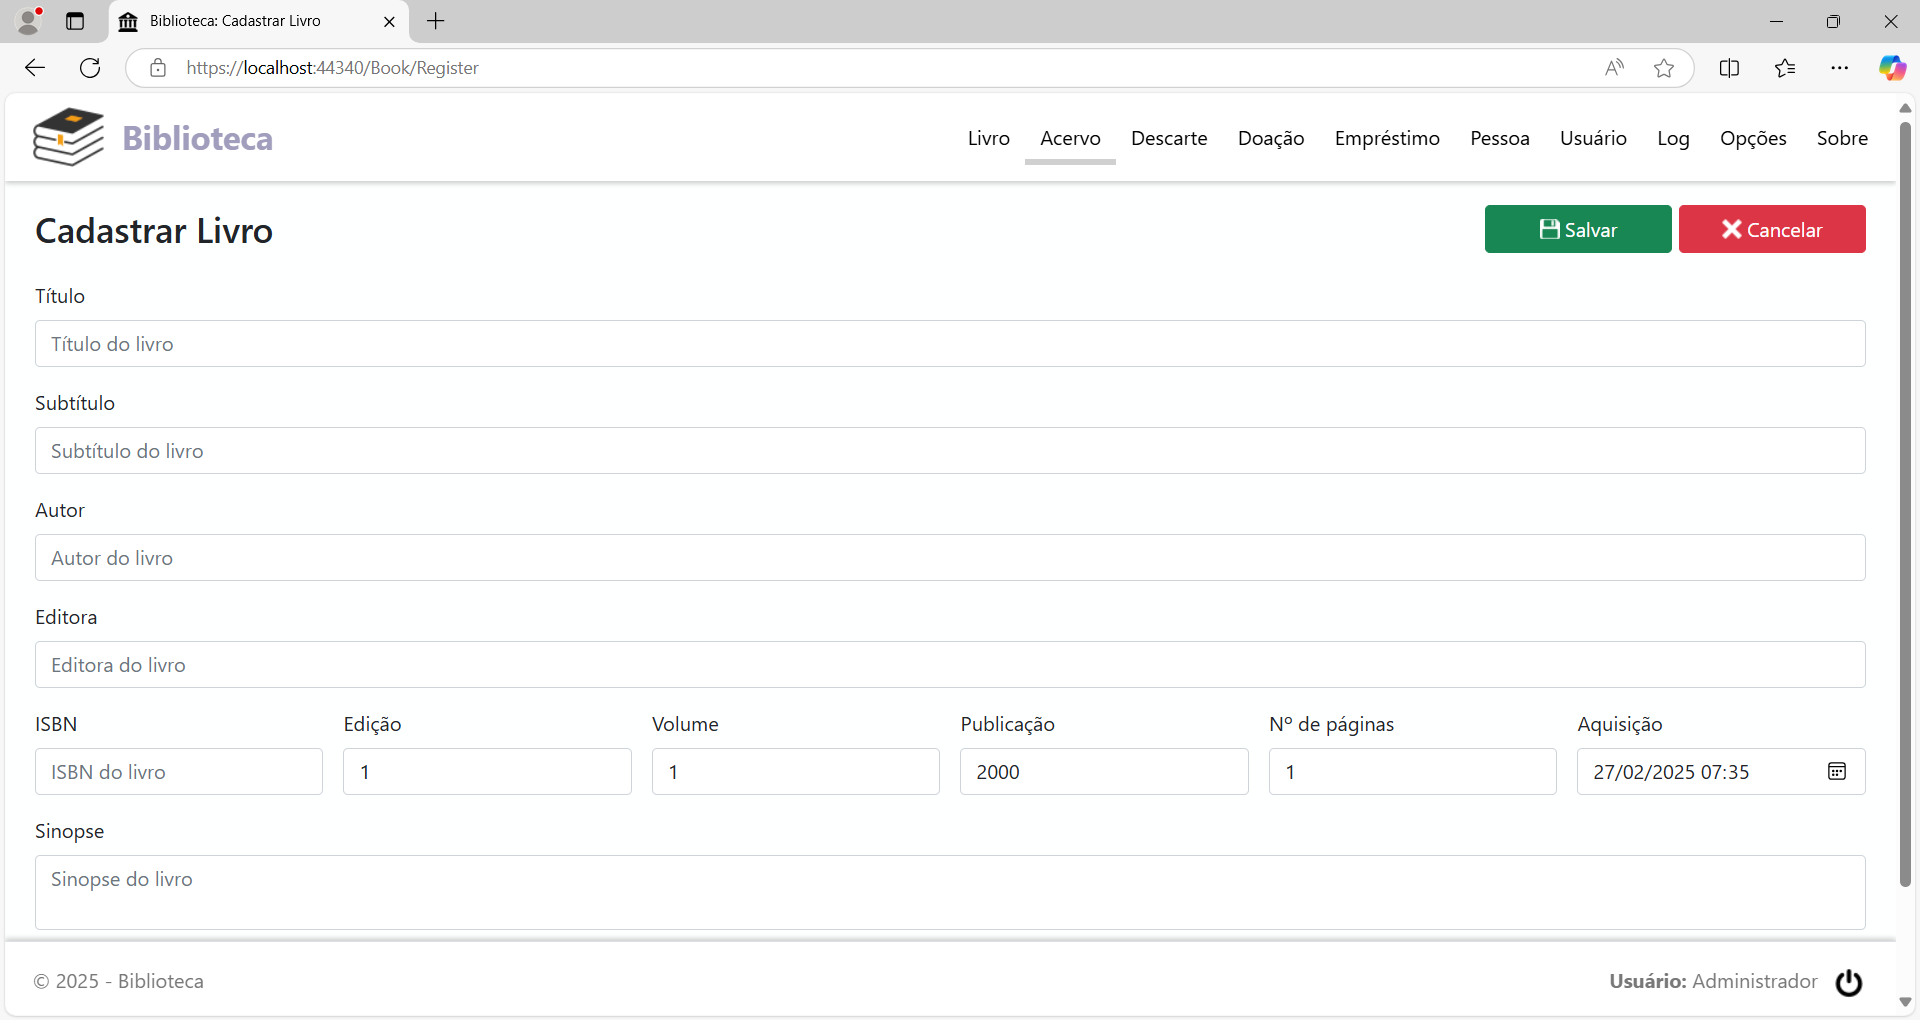 Biblioteca: Cadastrar Livro
https://localhost:44340/Book/Register
Biblioteca
Livro Acervo Descarte Doação Empréstimo Pessoa Usuário Log Opções Sobre
Cadastrar Livro
Salvar Cancelar
Título
Título do livro
Subtítulo
Subtítulo do livro
Autor
Autor do livro
Editora
Editora do livro
ISBN Edição Volume Publicação Nº de páginas Aquisição
ISBN do livro 1 1 2000 1 27/02/2025 07:35
Sinopse
Sinopse do livro
© 2025 - Biblioteca
Usuário: Administrador